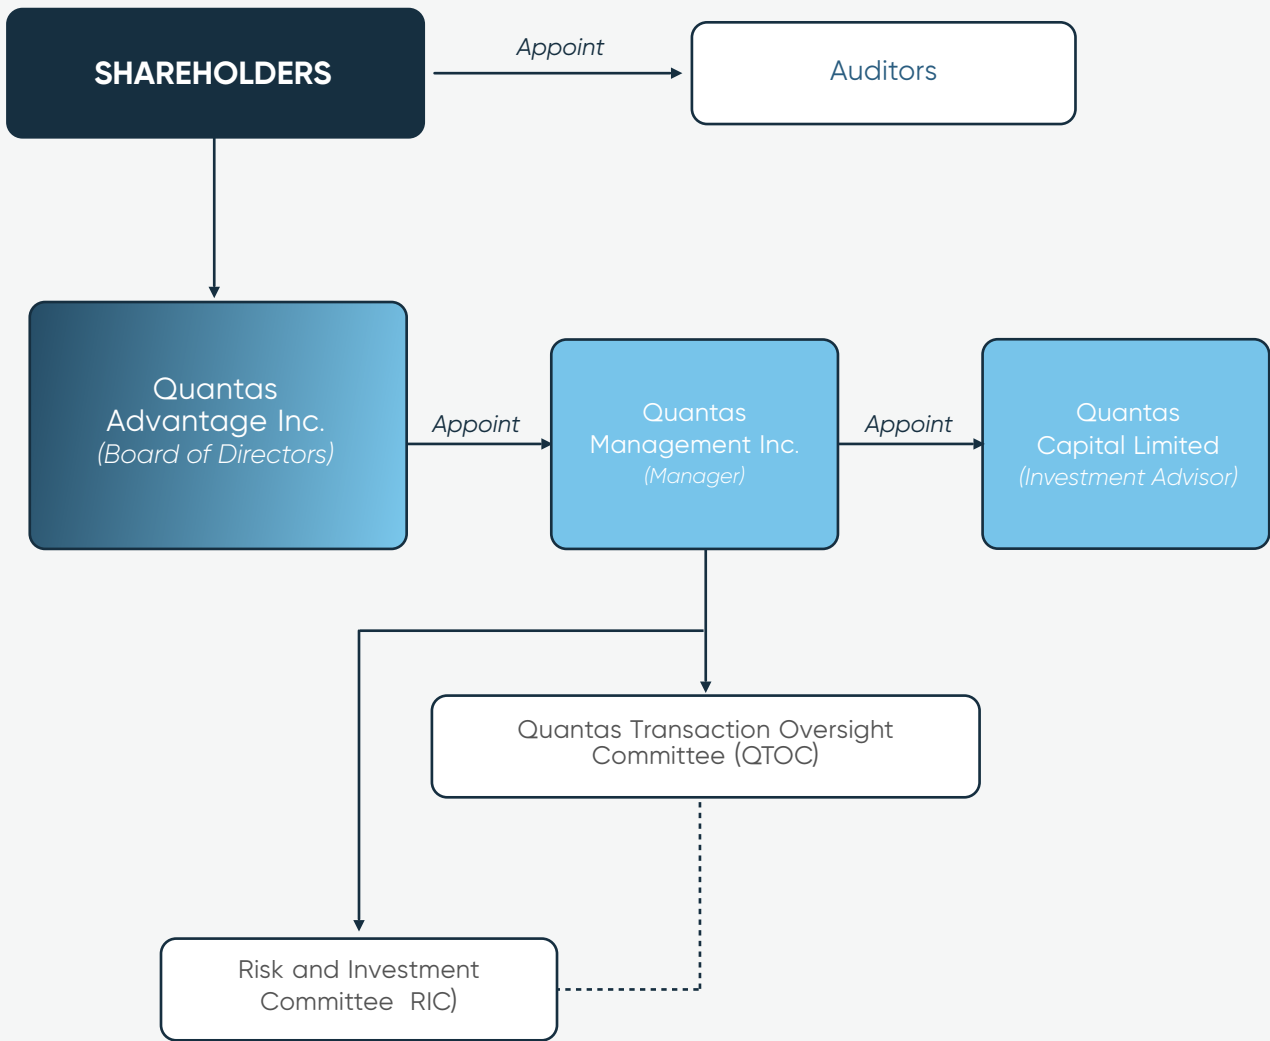 SHAREHOLDERS
Appoint
Auditors
Quantas
Advantage Inc.
(Board of Directors)
Appoint
Quantas
Management Inc.
(Manager)
Appoint
Quantas
Capital Limited
(Investment Advisor)
Quantas Transaction Oversight
Committee (QTOC)
Risk and Investment
Committee  RIC)